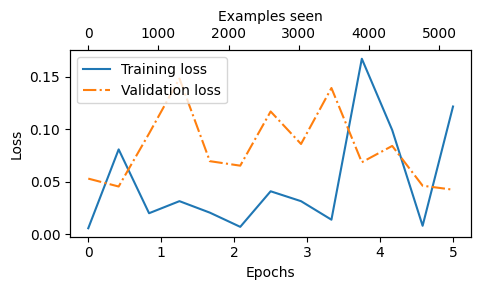 Examples seen
0 1000 2000 3000 4000 5000
Training loss
Validation loss
0.15
0.10
0.05
0.00
Loss
0 1 2 3 4 5
Epochs